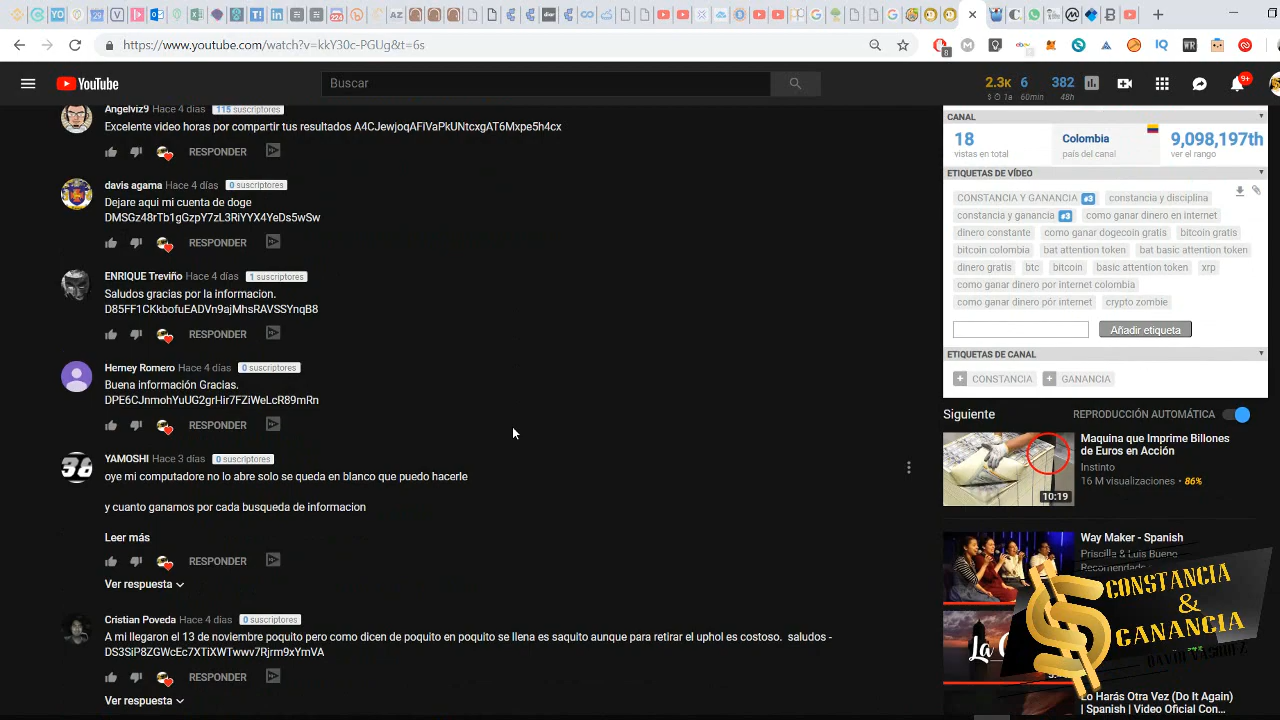 https://www.youtube.com/watch?v=kkY30c-PGUg&t=6s
YouTube
Buscar
2.3K 6 382
1a 60min 48h
9+
Angelviz9 Hace 4 días 115 suscriptores
Excelente video horas por compartir tus resultados A4CJewjoqAFiVaPkUNtcxgAT6Mxpe5h4cx
RESPONDER
davis agama Hace 4 días 0 suscriptores
Dejare aqui mi cuenta de doge
DMSGz48rTb1gGzpY7zL3RiYYX4YeDs5wSw
RESPONDER
ENRIQUE Treviño Hace 4 días 1 suscriptores
Saludos gracias por la informacion.
D85FF1CKkbofuEADVn9ajMhsRAVSSYnqB8
RESPONDER
Herney Romero Hace 4 días 0 suscriptores
Buena información Gracias.
DPE6CJnmohYuUG2grHir7FZiWeLcR89mRn
RESPONDER
YAMOSHI Hace 3 días 0 suscriptores
oye mi computador no lo abre solo se queda en blanco que puedo hacerle
y cuanto ganamos por cada busqueda de informacion
Leer más
RESPONDER
Ver respuesta
Cristian Poveda Hace 4 días 0 suscriptores
A mi llegaron el 13 de noviembre poquito pero como dicen de poquito en poquito se llena es saquito aunque para retirar el uphol es costoso. saludos -
DS3SiP8ZGWcEc7XTiXWTwwv7Rjrm9xYmVA
RESPONDER
Ver respuesta
CANAL
18 Colombia 9,098,197th
vistas en total país del canal ver el rango
ETIQUETAS DE VÍDEO
CONSTANCIA Y GANANCIA #3 constancia y disciplina
constancia y ganancia #3 como ganar dinero en internet
dinero constante como ganar dogecoin gratis bitcoin gratis
bitcoin colombia bat attention token bat basic attention token
dinero gratis btc bitcoin basic attention token xrp
como ganar dinero por internet colombia
como ganar dinero pór internet crypto zombie
Añadir etiqueta
ETIQUETAS DE CANAL
+ CONSTANCIA + GANANCIA
Siguiente REPRODUCCIÓN AUTOMÁTICA
Maquina que Imprime Billones
de Euros en Acción
Instinto
16 M visualizaciones • 86%
10:19
Way Maker - Spanish
Priscilla & Luis Bueno
Recomendado
CONSTANCIA
&
GANANCIA
DAVID VASQUEZ
La
Lo Harás Otra Vez (Do It Again)
| Spanish | Video Oficial Con...